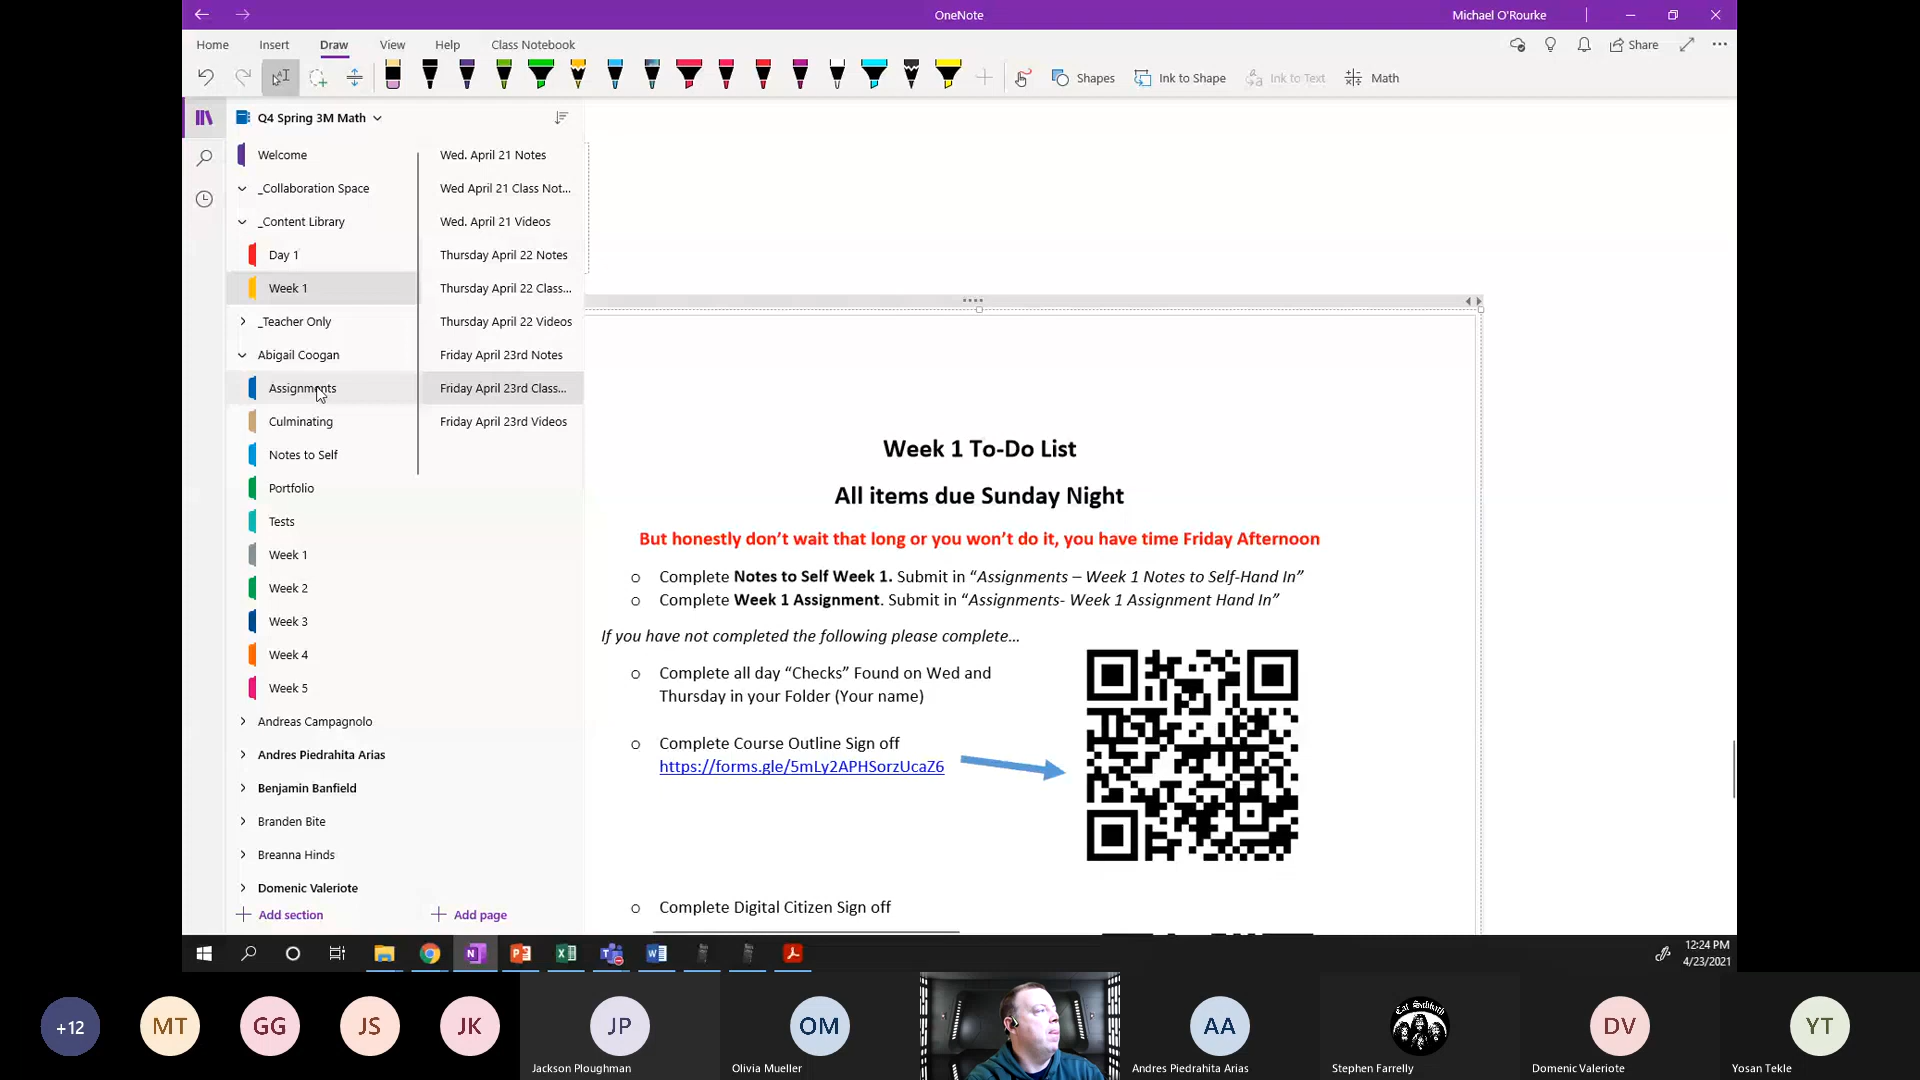 OneNote
Michael O'Rourke
Home
Insert
Draw
View
Help
Class Notebook
Share
Shapes
Ink to Shape
Ink to Text
Math
Q4 Spring 3M Math
Welcome
_Collaboration Space
_Content Library
Day 1
Week 1
_Teacher Only
Abigail Coogan
Assignments
Culminating
Notes to Self
Portfolio
Tests
Week 1
Week 2
Week 3
Week 4
Week 5
Andreas Campagnolo
Andres Piedrahita Arias
Benjamin Banfield
Branden Bite
Breanna Hinds
Domenic Valeriote
Add section
Wed. April 21 Notes
Wed April 21 Class Not...
Wed. April 21 Videos
Thursday April 22 Notes
Thursday April 22 Class...
Thursday April 22 Videos
Friday April 23rd Notes
Friday April 23rd Class...
Friday April 23rd Videos
Add page
Week 1 To-Do List
All items due Sunday Night
But honestly don't wait that long or you won't do it, you have time Friday Afternoon
o Complete Notes to Self Week 1. Submit in “Assignments – Week 1 Notes to Self-Hand In”
o Complete Week 1 Assignment. Submit in “Assignments- Week 1 Assignment Hand In”
If you have not completed the following please complete…
o Complete all day “Checks” Found on Wed and
Thursday in your Folder (Your name)
o Complete Course Outline Sign off
https://forms.gle/5mLy2APHSorzUcaZ6
o Complete Digital Citizen Sign off
12:24 PM
4/23/2021
+12
MT
GG
JS
JK
JP
Jackson Ploughman
OM
Olivia Mueller
AA
Andres Piedrahita Arias
Cat Sabbath
Stephen Farrelly
DV
Domenic Valeriote
YT
Yosan Tekle